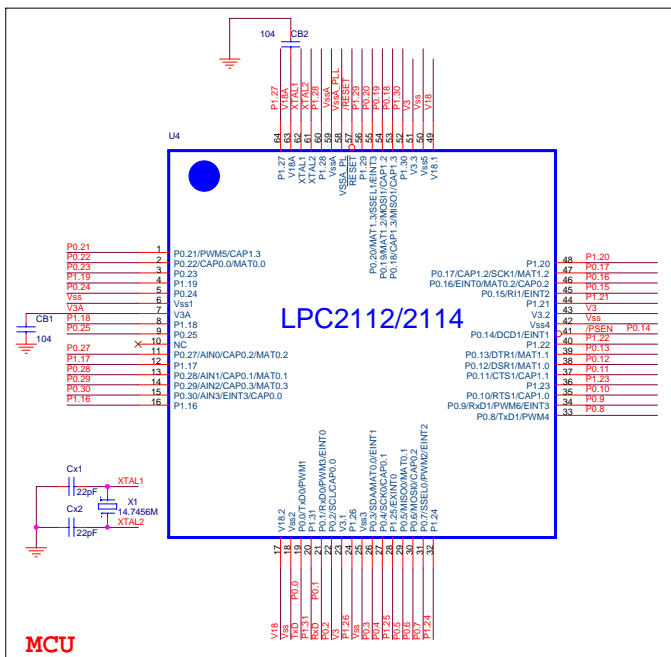 104
CB2
P1.27
V18A
XTAL1
XTAL2
P1.28
VssA
VssA_PLL
/RESET
P1.29
P0.20
P0.19
P0.18
P1.30
V3
Vss
V18
U4
64
63
62
61
60
59
58
57
56
55
54
53
52
51
50
49
P1.27
V18A
XTAL1
XTAL2
P1.28
VssA
VSSA_PL
RESET
P1.29
P0.20/MAT1.3/SSEL1/EINT3
P0.19/MAT1.2/MOSI1/CAP1.2
P0.18/CAP1.3/MISO1/MAT1.3
P1.30
V3.3
Vss5
V18.1
P0.21 1 P0.21/PWM5/CAP1.3
P0.22 2 P0.22/CAP0.0/MAT0.0
P0.23 3 P0.23
P1.19 4 P1.19
P0.24 5 P0.24
Vss 6 Vss1
V3A 7 V3A
P1.18 8 P1.18
P0.25 9 P0.25
10 NC
P0.27 11 P0.27/AIN0/CAP0.2/MAT0.2
P1.17 12 P1.17
P0.28 13 P0.28/AIN1/CAP0.1/MAT0.1
P0.29 14 P0.29/AIN2/CAP0.3/MAT0.3
P0.30 15 P0.30/AIN3/EINT3/CAP0.0
P1.16 16 P1.16
CB1
104
LPC2112/2114
P1.20 48 P1.20
P0.17/CAP1.2/SCK1/MAT1.2 47 P0.17
P0.16/EINT0/MAT0.2/CAP0.2 46 P0.16
P0.15/RI1/EINT2 45 P0.15
P1.21 44 P1.21
V3.2 43 V3
Vss4 42 Vss
P0.14/DCD1/EINT1 41 /PSEN P0.14
P1.22 40 P1.22
P0.13/DTR1/MAT1.1 39 P0.13
P0.12/DSR1/MAT1.0 38 P0.12
P0.11/CTS1/CAP1.1 37 P0.11
P1.23 36 P1.23
P0.10/RTS1/CAP1.0 35 P0.10
P0.9/RxD1/PWM6/EINT3 34 P0.9
P0.8/TxD1/PWM4 33 P0.8
Cx1
22pF
XTAL1
X1
14.7456M
Cx2
22pF
XTAL2
V18.2
Vss2
P0.0/TxD0/PWM1
P1.31
P0.1/RxD0/PWM3/EINT0
P0.2/SCL/CAP0.0
V3.1
P1.26
Vss3
P0.3/SDA/MAT0.0/EINT1
P0.4/SCK0/CAP0.1
P1.25/EXINT0
P0.5/MISO0/MAT0.1
P0.6/MOSI0/CAP0.2
P0.7/SSEL0/PWM2/EINT2
P1.24
17
18
19
20
21
22
23
24
25
26
27
28
29
30
31
32
V18
Vss
TxD
P0.0
P1.31
RxD
P0.1
P0.2
V3
P1.26
Vss
P0.3
P0.4
P1.25
P0.5
P0.6
P0.7
P1.24
MCU